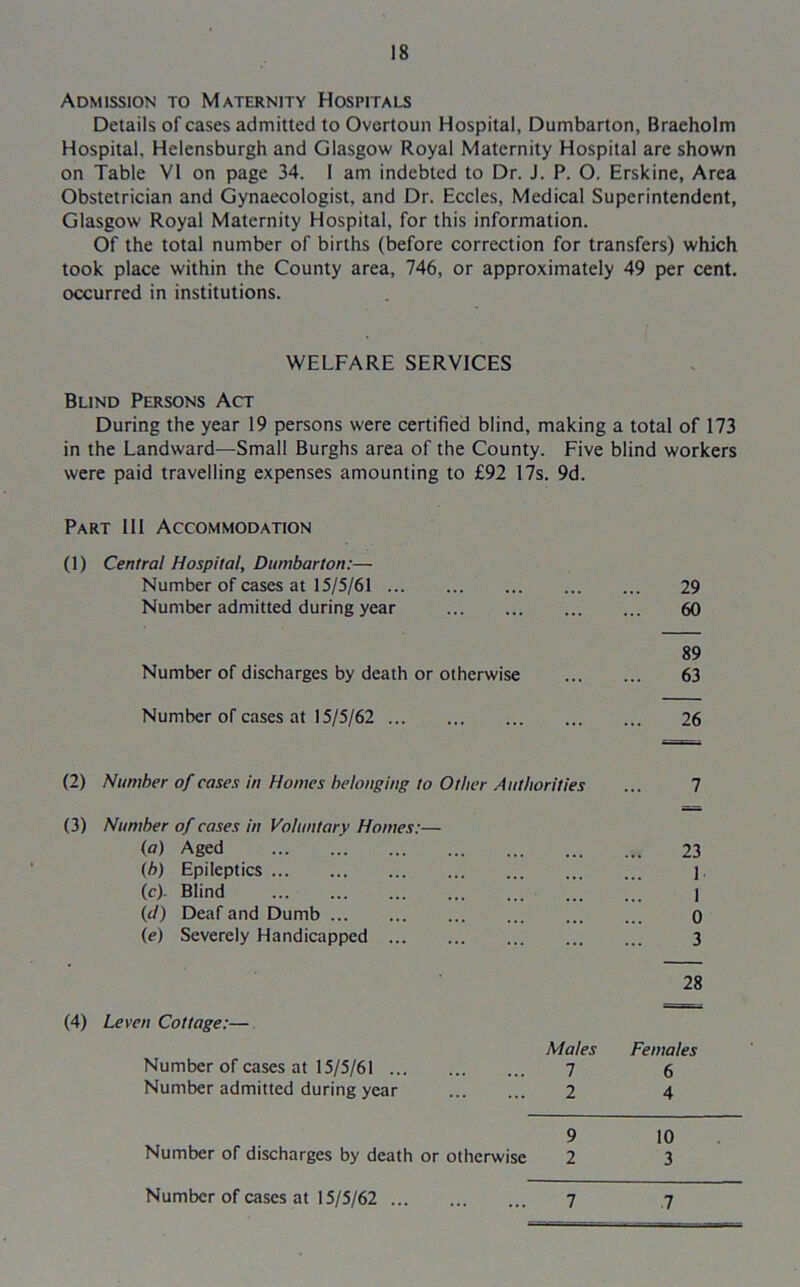 18
Admission to Maternity Hospitals
Details of cases admitted to Overtoun Hospital, Dumbarton, Braeholm
Hospital, Helensburgh and Glasgow Royal Maternity Hospital are shown
on Table VI on page 34. I am indebted to Dr. J. P. O. Erskine, Area
Obstetrician and Gynaecologist, and Dr. Eccles, Medical Superintendent,
Glasgow Royal Maternity Hospital, for this information.
Of the total number of births (before correction for transfers) which
took place within the County area, 746, or approximately 49 per cent.
occurred in institutions.
WELFARE SERVICES
Blind Persons Act
During the year 19 persons were certified blind, making a total of 173
in the Landward—Small Burghs area of the County. Five blind workers
were paid travelling expenses amounting to £92 17s. 9d.
Part III Accommodation
(1) Central Hospital, Dumbarton:—
Number of cases at 15/5/61 ... ... ... ... ... 29
Number admitted during year ... ... ... ... 60
89
Number of discharges by death or otherwise ... ... 63
Number of cases at 15/5/62 ... ... ... ... ... 26
(2) Number of cases in Homes belonging to Other Authorities ... 7
(3) Number of cases in Voluntary Homes:—
(a) Aged ... ... ... ... ... ... ... 23
(b) Epileptics ... ... ... ... ... ... ... 1
(c) Blind ... ... ... ... ... ... ... 1
(d) Deaf and Dumb ... ... ... ... ... ... 0
(e) Severely Handicapped ... ... ... ... ... 3
28
(4) Leven Cottage:—
Males Females
Number of cases at 15/5/61 ... ... ... 7 6
Number admitted during year ... ... 2 4
9 10
Number of discharges by death or otherwise 2 3
Number of cases at 15/5/62 ... ... ... 7 7